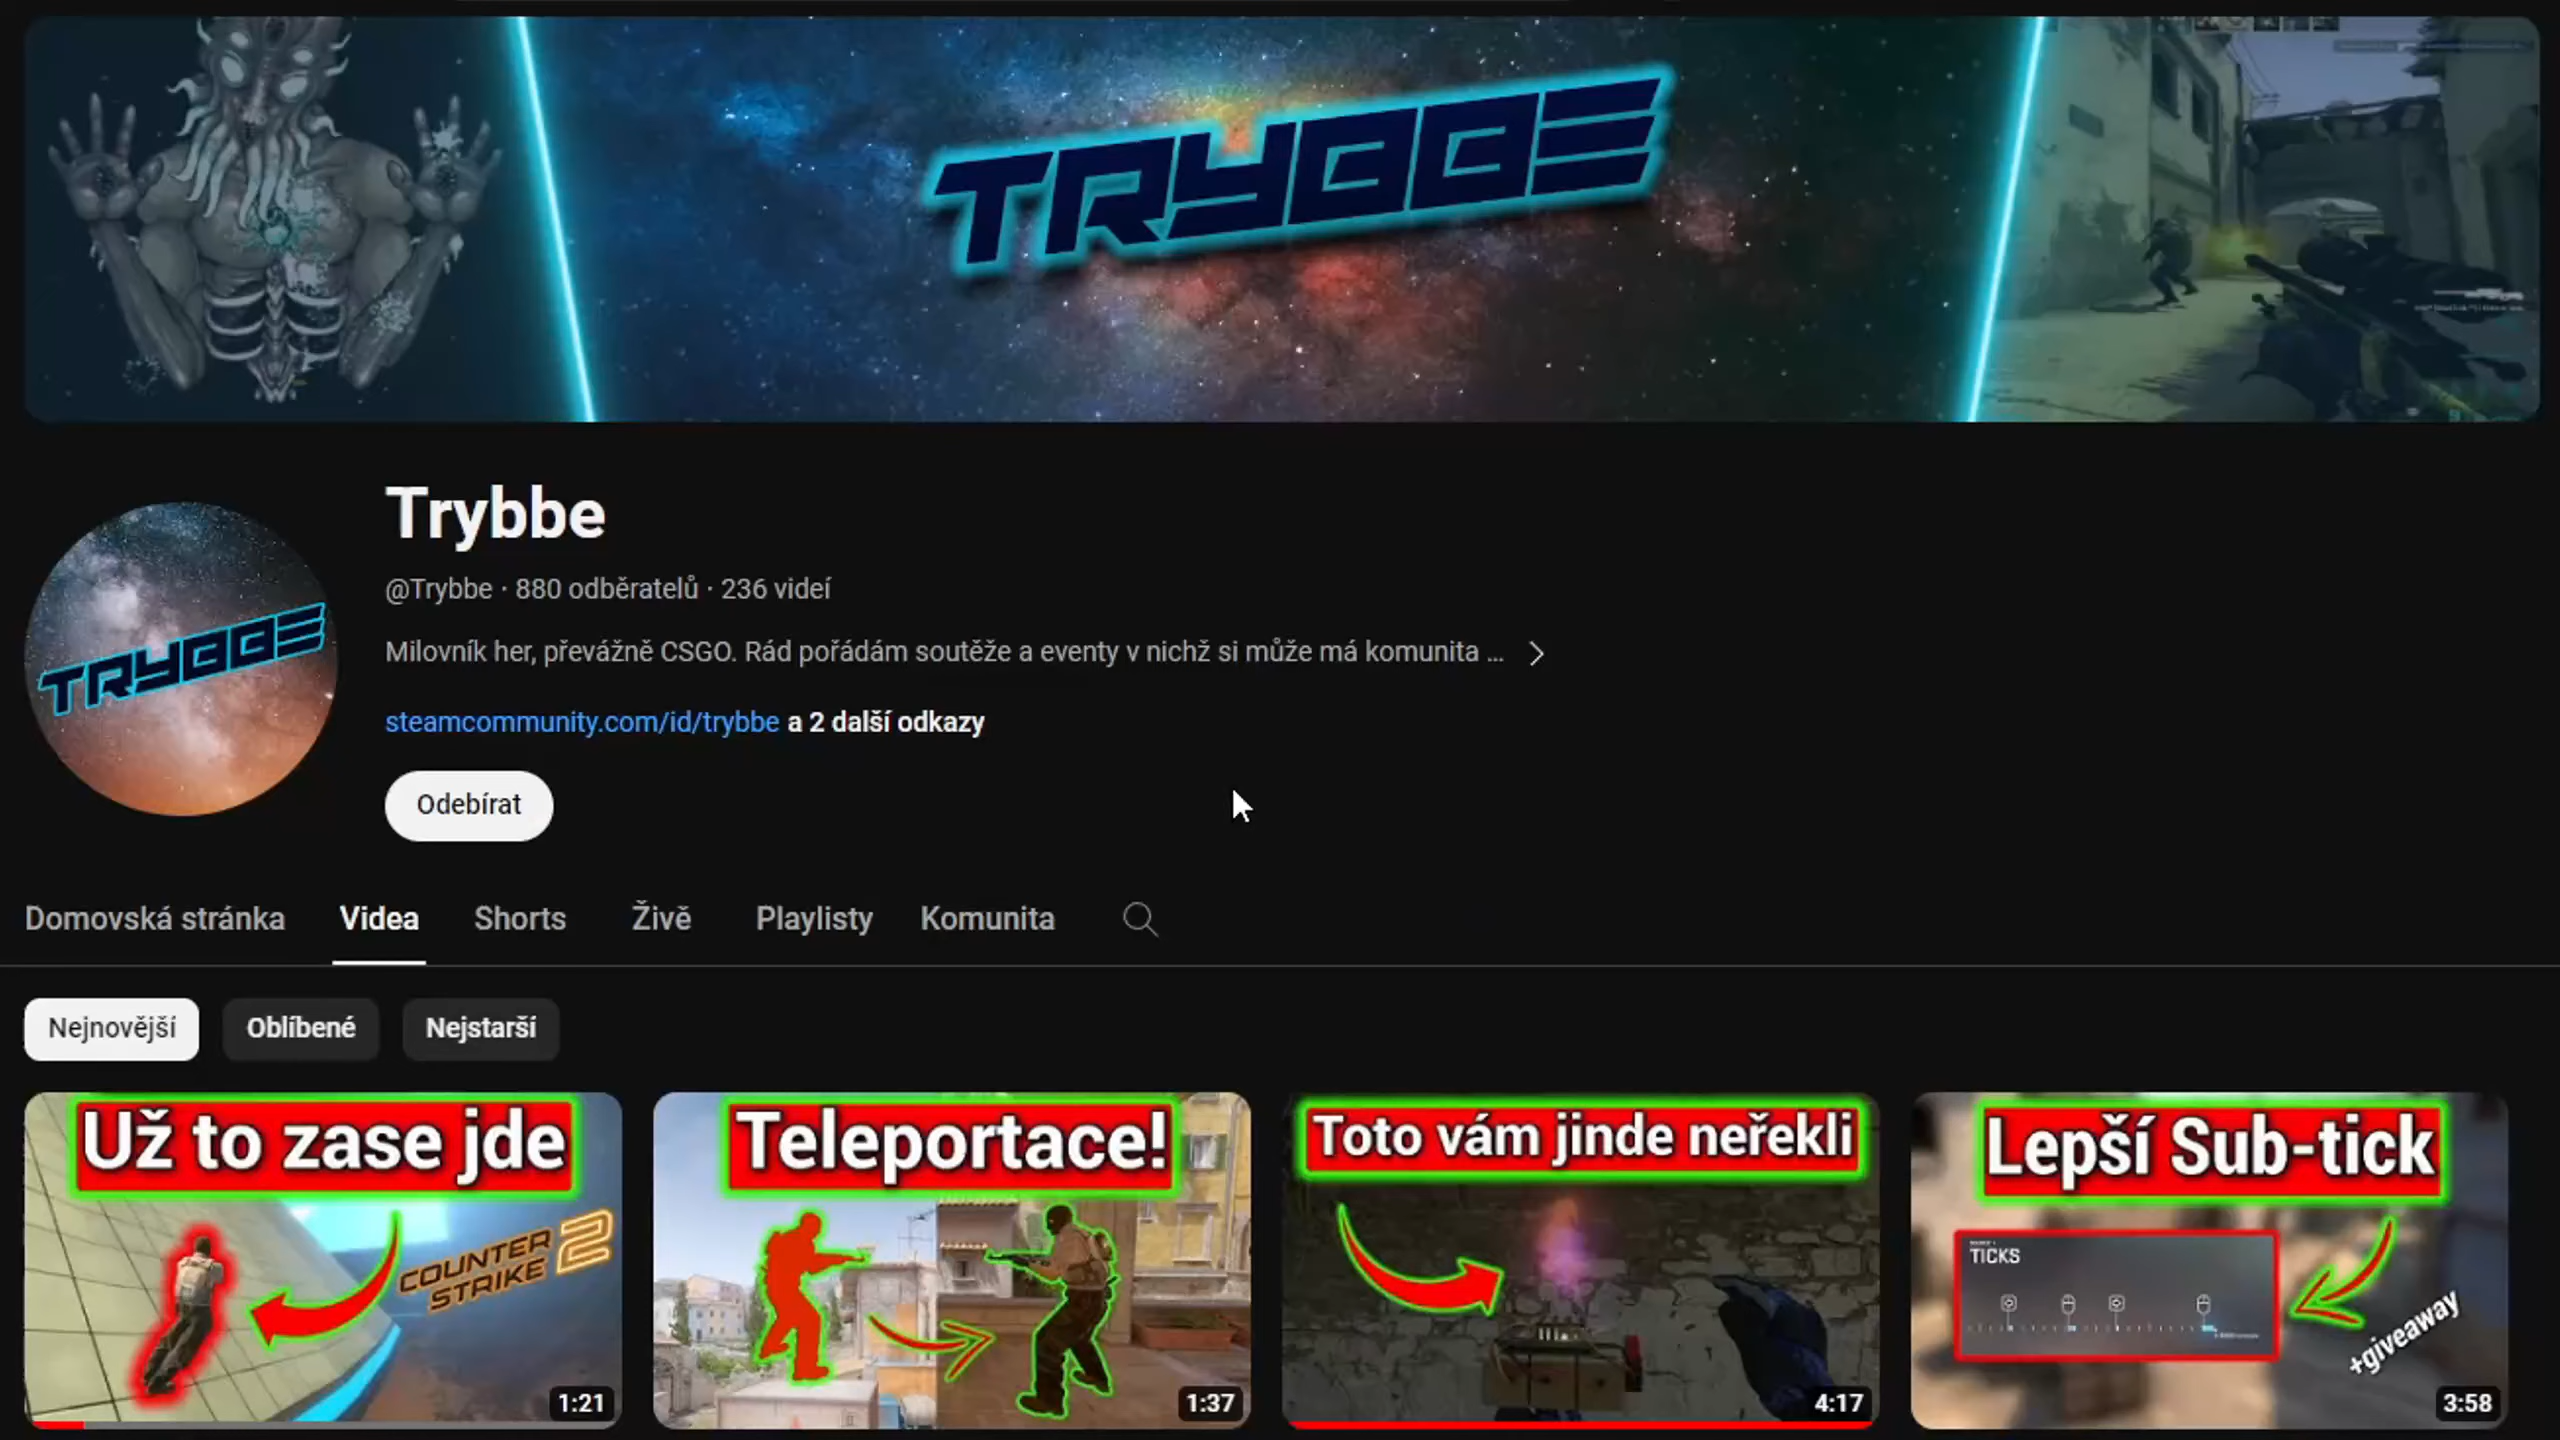 TRYBBE
Trybbe
@Trybbe · 880 odběratelů · 236 videí
TRYBBE
Milovník her, převážně CSGO. Rád pořádám soutěže a eventy v nichž si může má komunita ...
steamcommunity.com/id/trybbe a 2 další odkazy
Odebírat
Domovská stránka Videa Shorts Živě Playlisty Komunita
Nejnovější Oblíbené Nejstarší
Už to zase jde
COUNTER
STRIKE 2
1:21
Teleportace!
1:37
Toto vám jinde neřekli
4:17
Lepší Sub-tick
TICKS
+giveaway
3:58